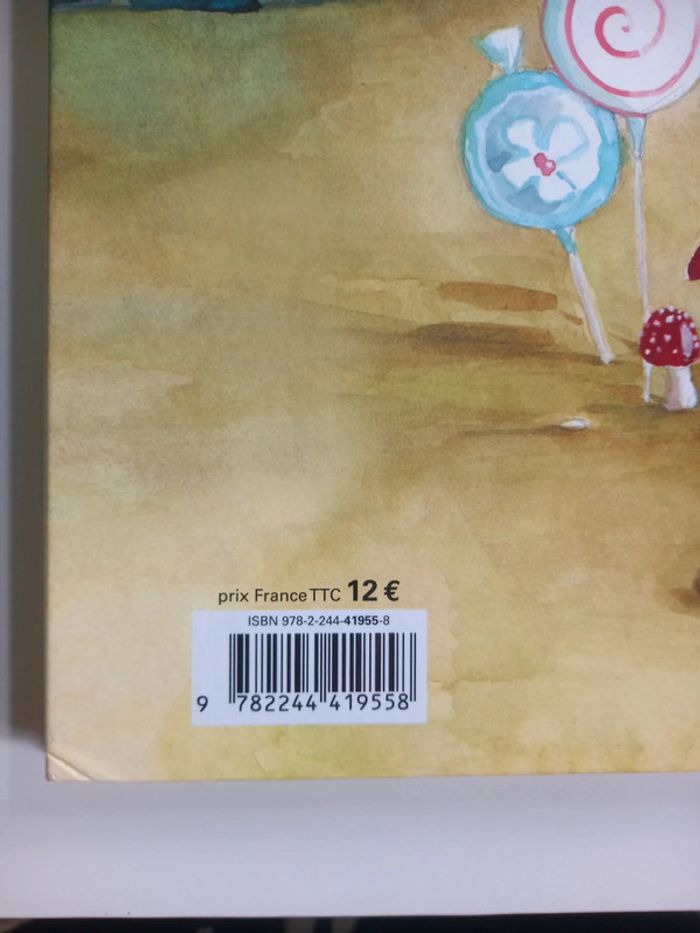 prix France TTC 12 €
ISBN 978-2-244-41955-8
9 782244 419558